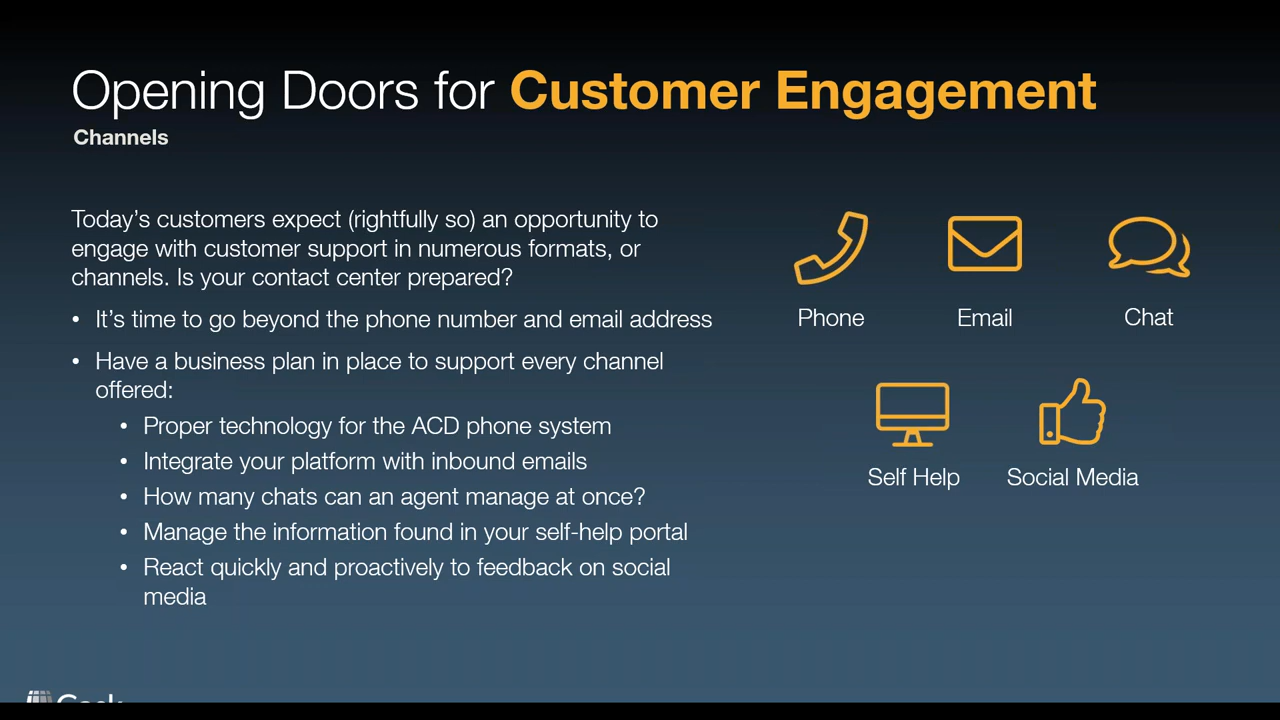 Opening Doors for Customer Engagement
Channels
Today’s customers expect (rightfully so) an opportunity to
engage with customer support in numerous formats, or
channels. Is your contact center prepared?
• It’s time to go beyond the phone number and email address
• Have a business plan in place to support every channel
offered:
• Proper technology for the ACD phone system
• Integrate your platform with inbound emails
• How many chats can an agent manage at once?
• Manage the information found in your self-help portal
• React quickly and proactively to feedback on social
media
Phone
Email
Chat
Self Help
Social Media